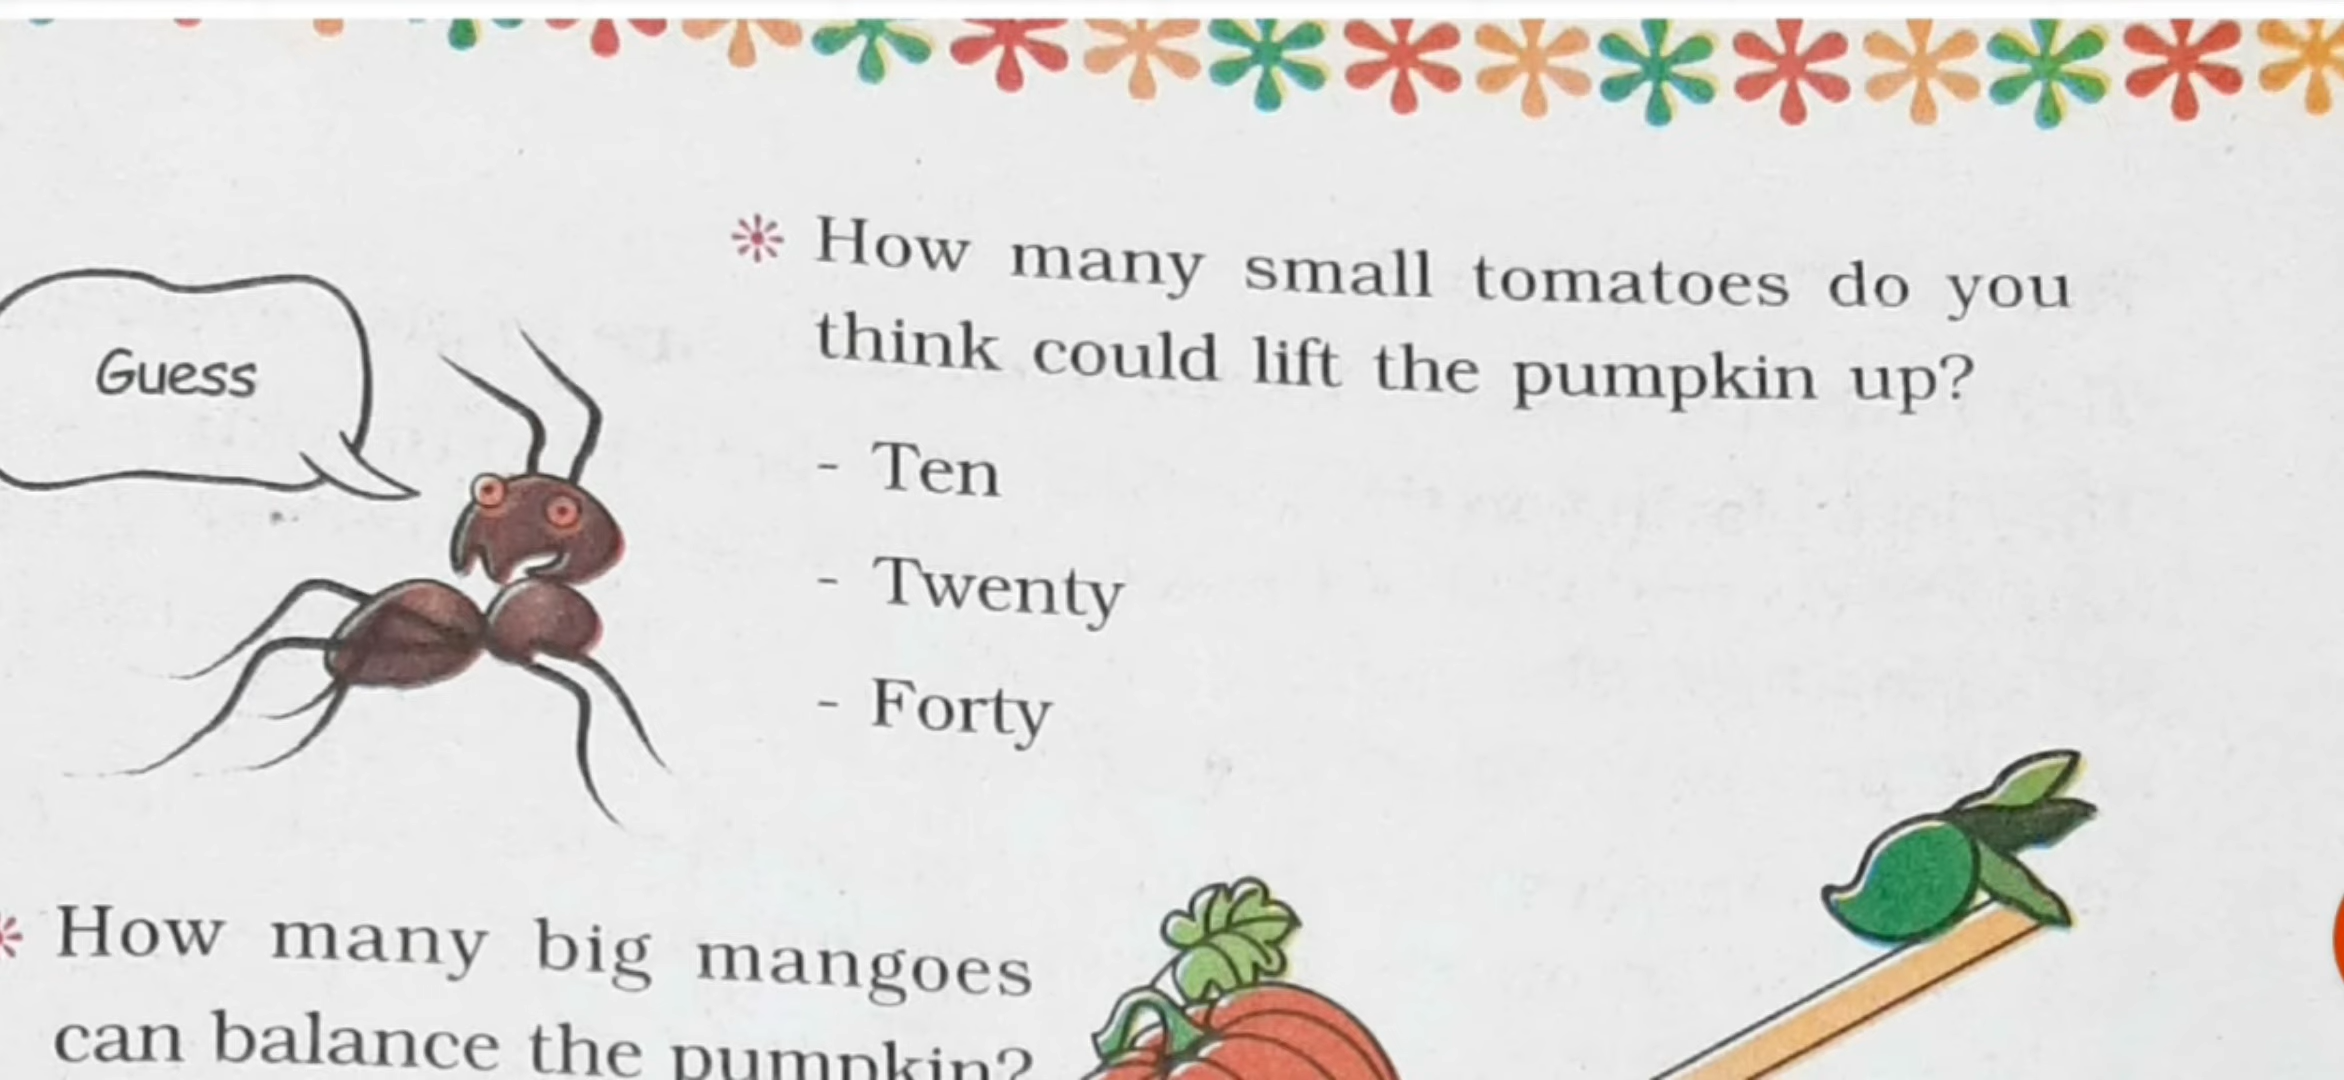 How many small tomatoes do you
think could lift the pumpkin up?
Guess
- Ten
- Twenty
- Forty
How many big mangoes
can balance the pumpkin?